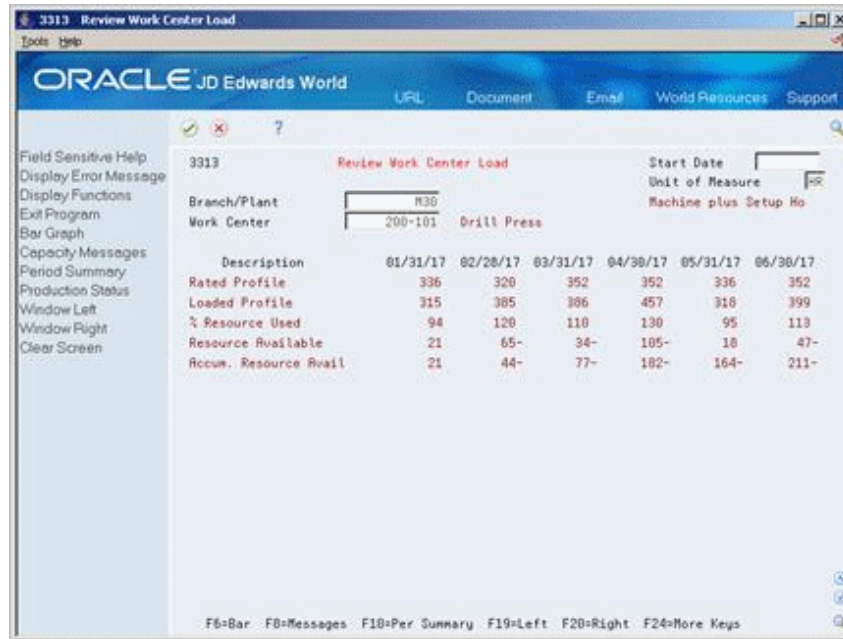 3313 Review Work Center Load
Tools Help
ORACLE JD Edwards World
URL Document Email World Resources Support
?
Field Sensitive Help
Display Error Message
Display Functions
Exit Program
Bar Graph
Capacity Messages
Period Summary
Production Status
Window Left
Window Right
Clear Screen
3313 Review Work Center Load Start Date
Unit of Measure HR
Branch/Plant M30 Machine plus Setup Ho
Work Center 200-101 Drill Press
Description 01/31/17 02/28/17 03/31/17 04/30/17 05/31/17 06/30/17
Rated Profile 336 320 352 352 336 352
Loaded Profile 315 385 386 457 318 399
% Resource Used 94 120 110 130 95 113
Resource Available 21 65- 34- 105- 18 47-
Accum. Resource Avail 21 44- 77- 182- 164- 211-
F6=Bar F8=Messages F10=Per Summary F19=Left F20=Right F24=More Keys